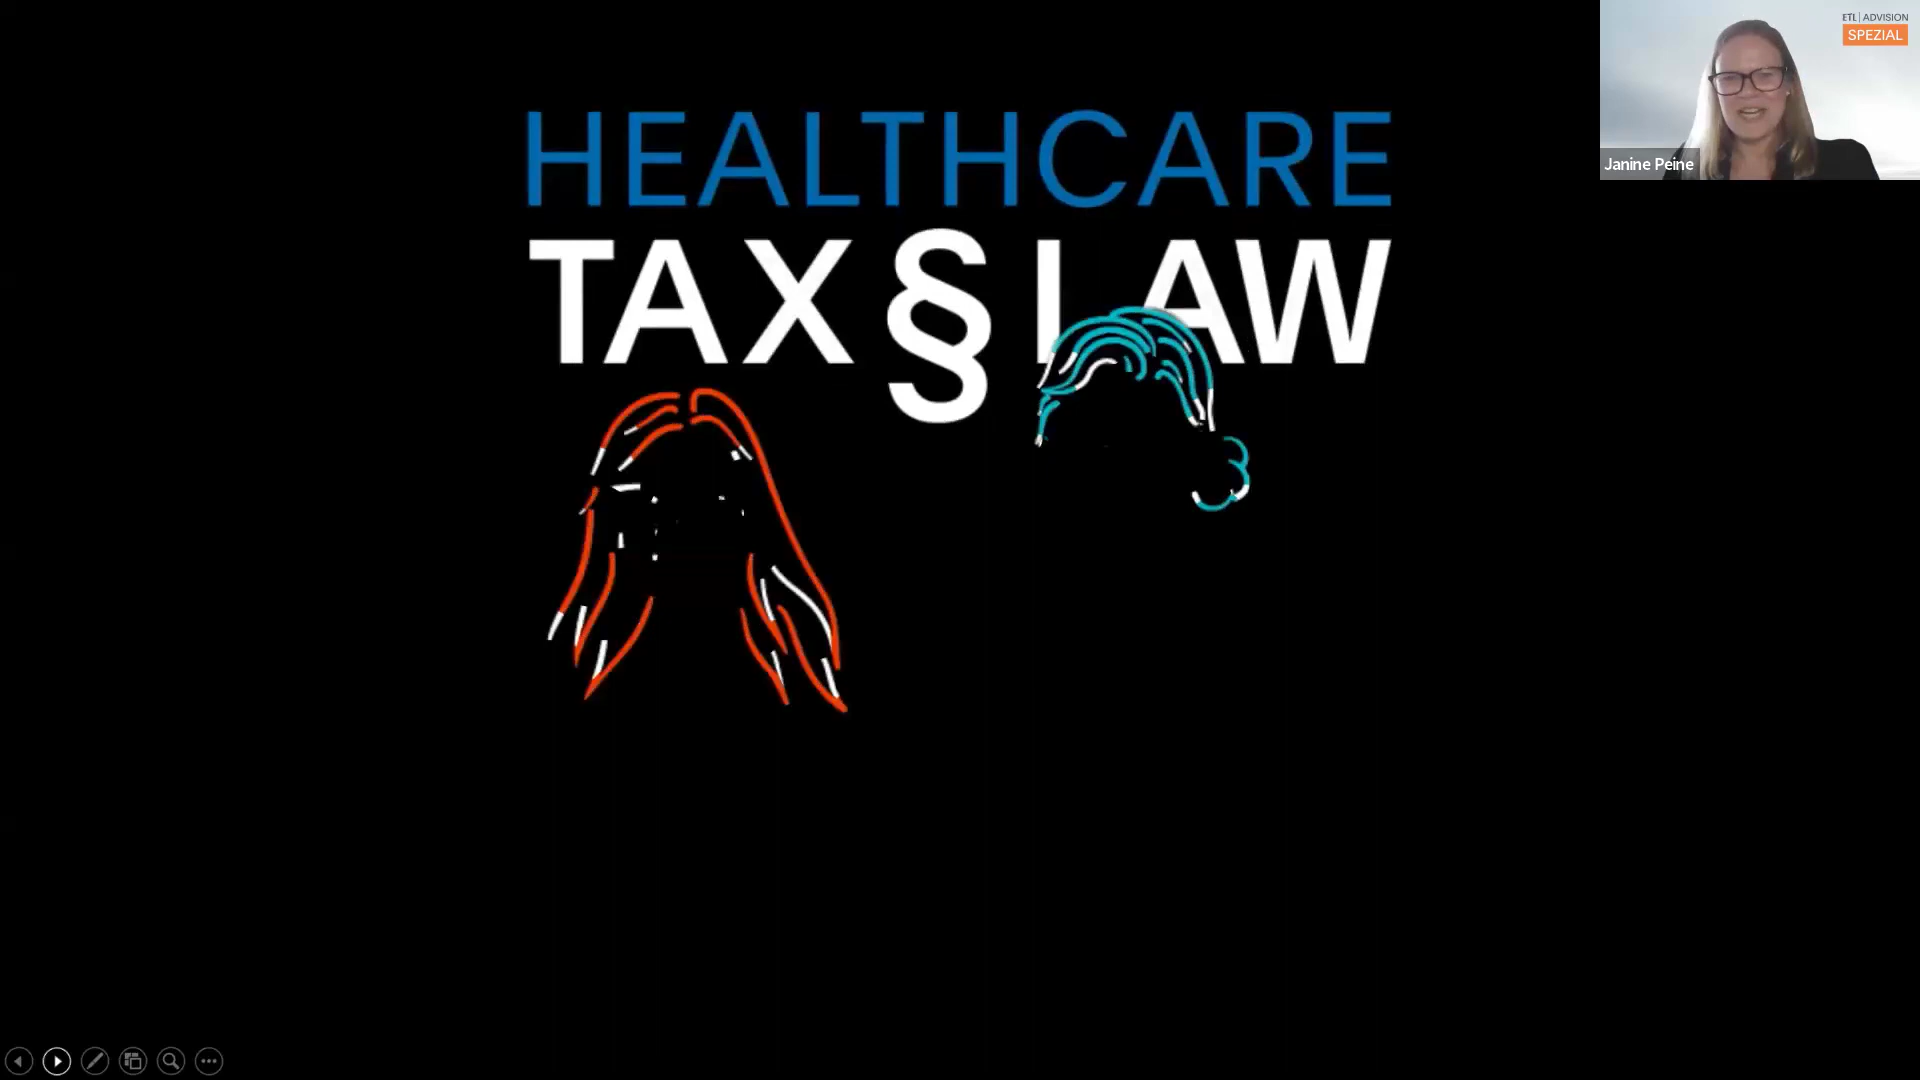 HEALTHCARE
TAX § LAW
ETL | ADVISION
SPEZIAL
Janine Peine